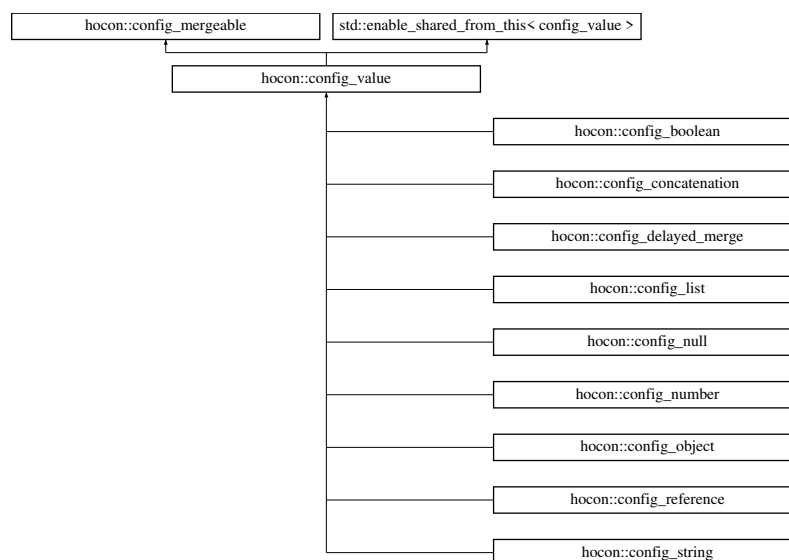 hocon::config_mergeable
std::enable_shared_from_this< config_value >
hocon::config_value
hocon::config_boolean
hocon::config_concatenation
hocon::config_delayed_merge
hocon::config_list
hocon::config_null
hocon::config_number
hocon::config_object
hocon::config_reference
hocon::config_string